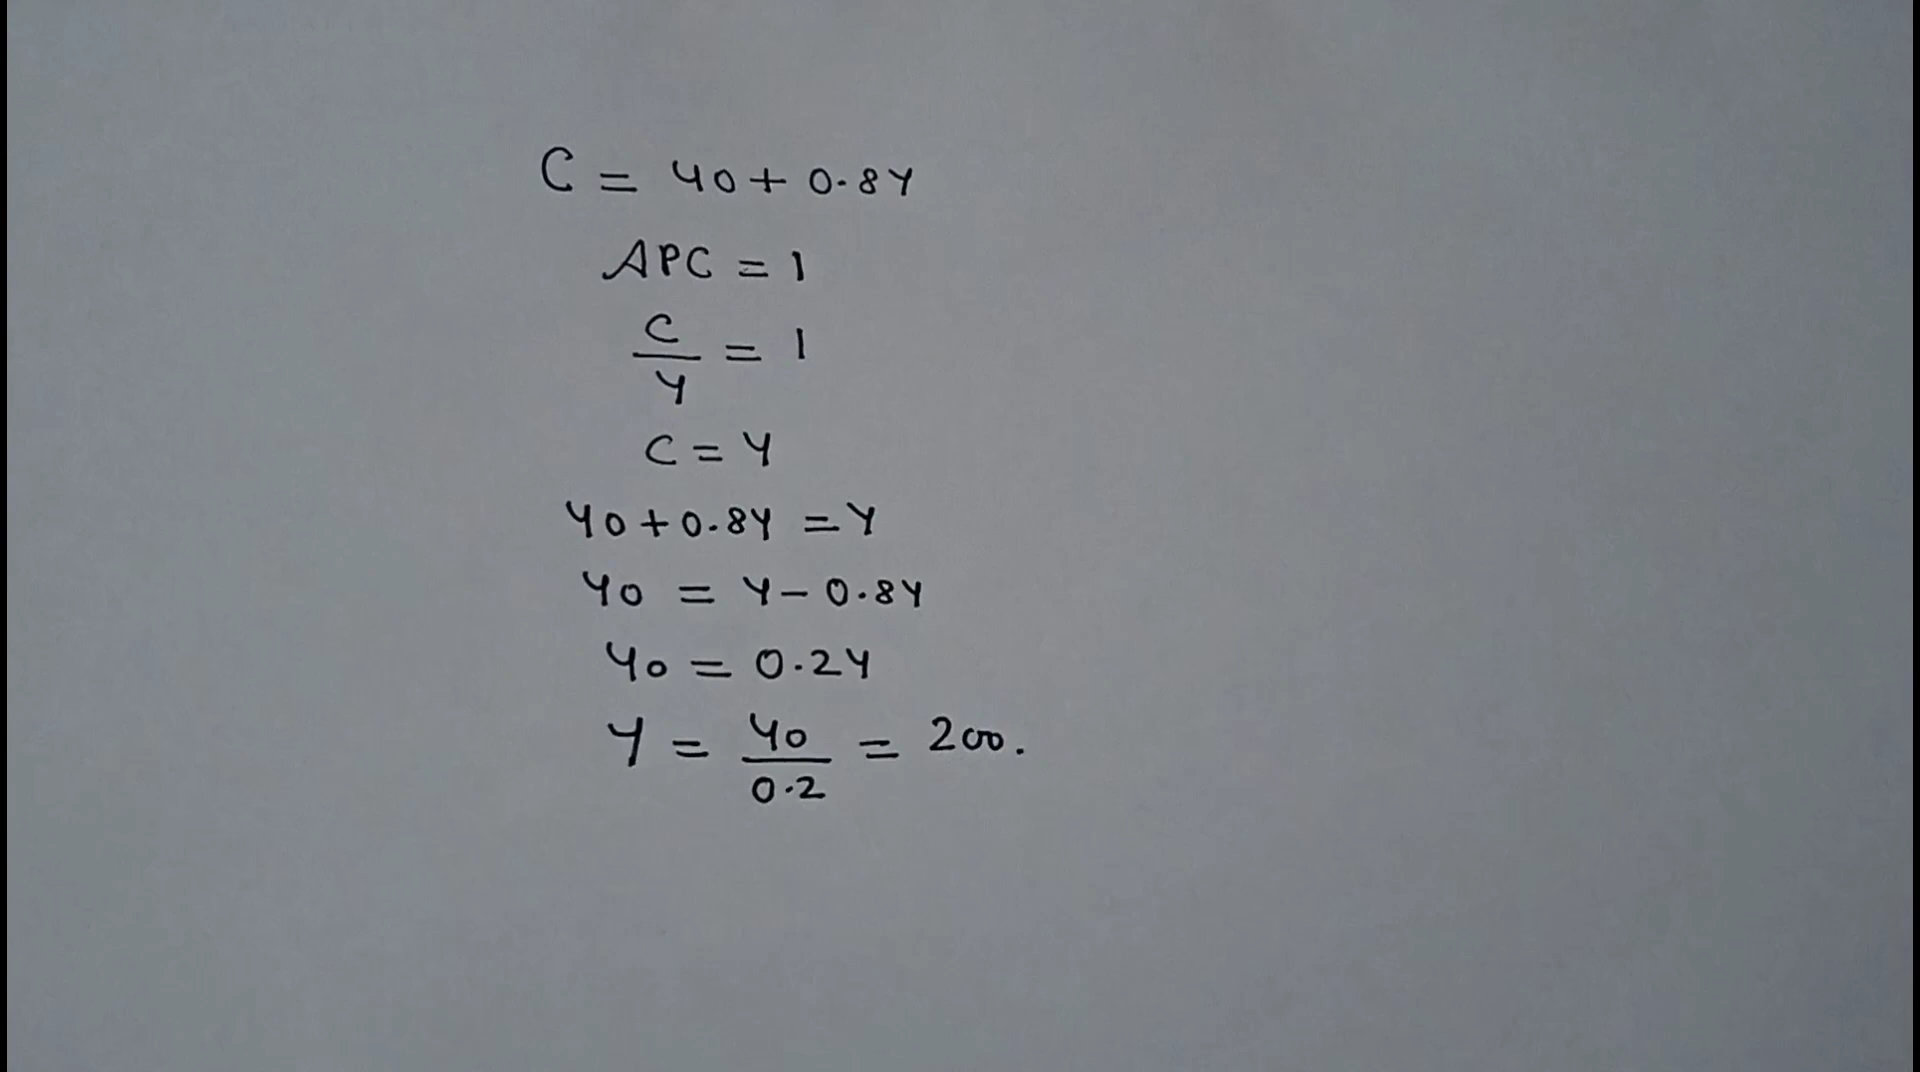 C = 40 + 0.8Y
APC = 1
C/Y = 1
C = Y
40 + 0.8Y = Y
40 = Y - 0.8Y
40 = 0.2Y
Y = 40/0.2 = 200.